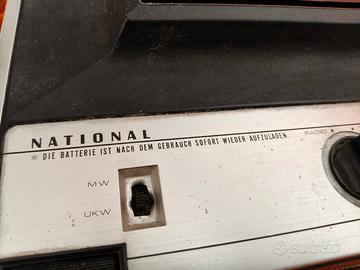 NATIONAL
* DIE BATTERIE IST NACH DEM GEBRAUCH SOFORT WIEDER AUFZULADEN.
RADIO
MW
UKW
subito